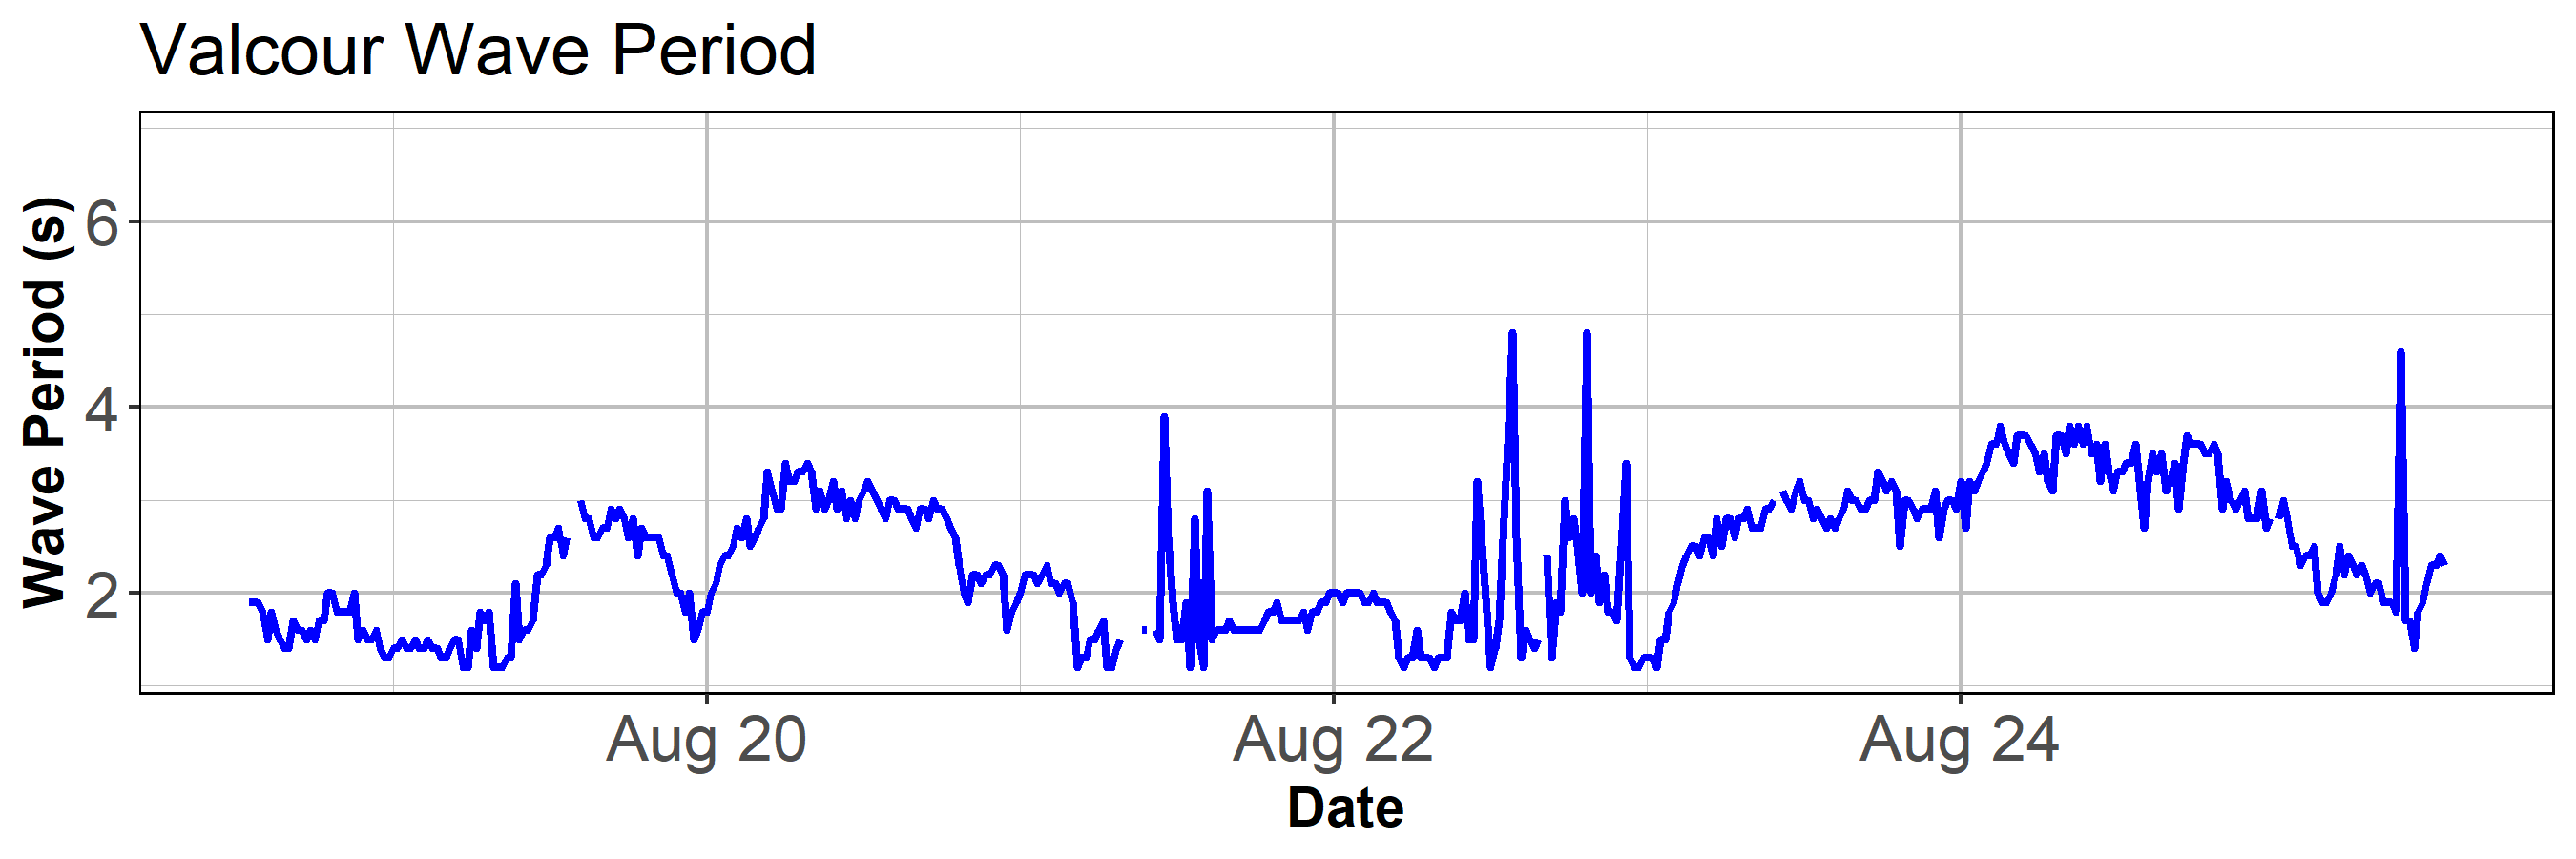 Valcour Wave Period
Wave Period (s)
6
4
2
Aug 20
Aug 22
Aug 24
Date